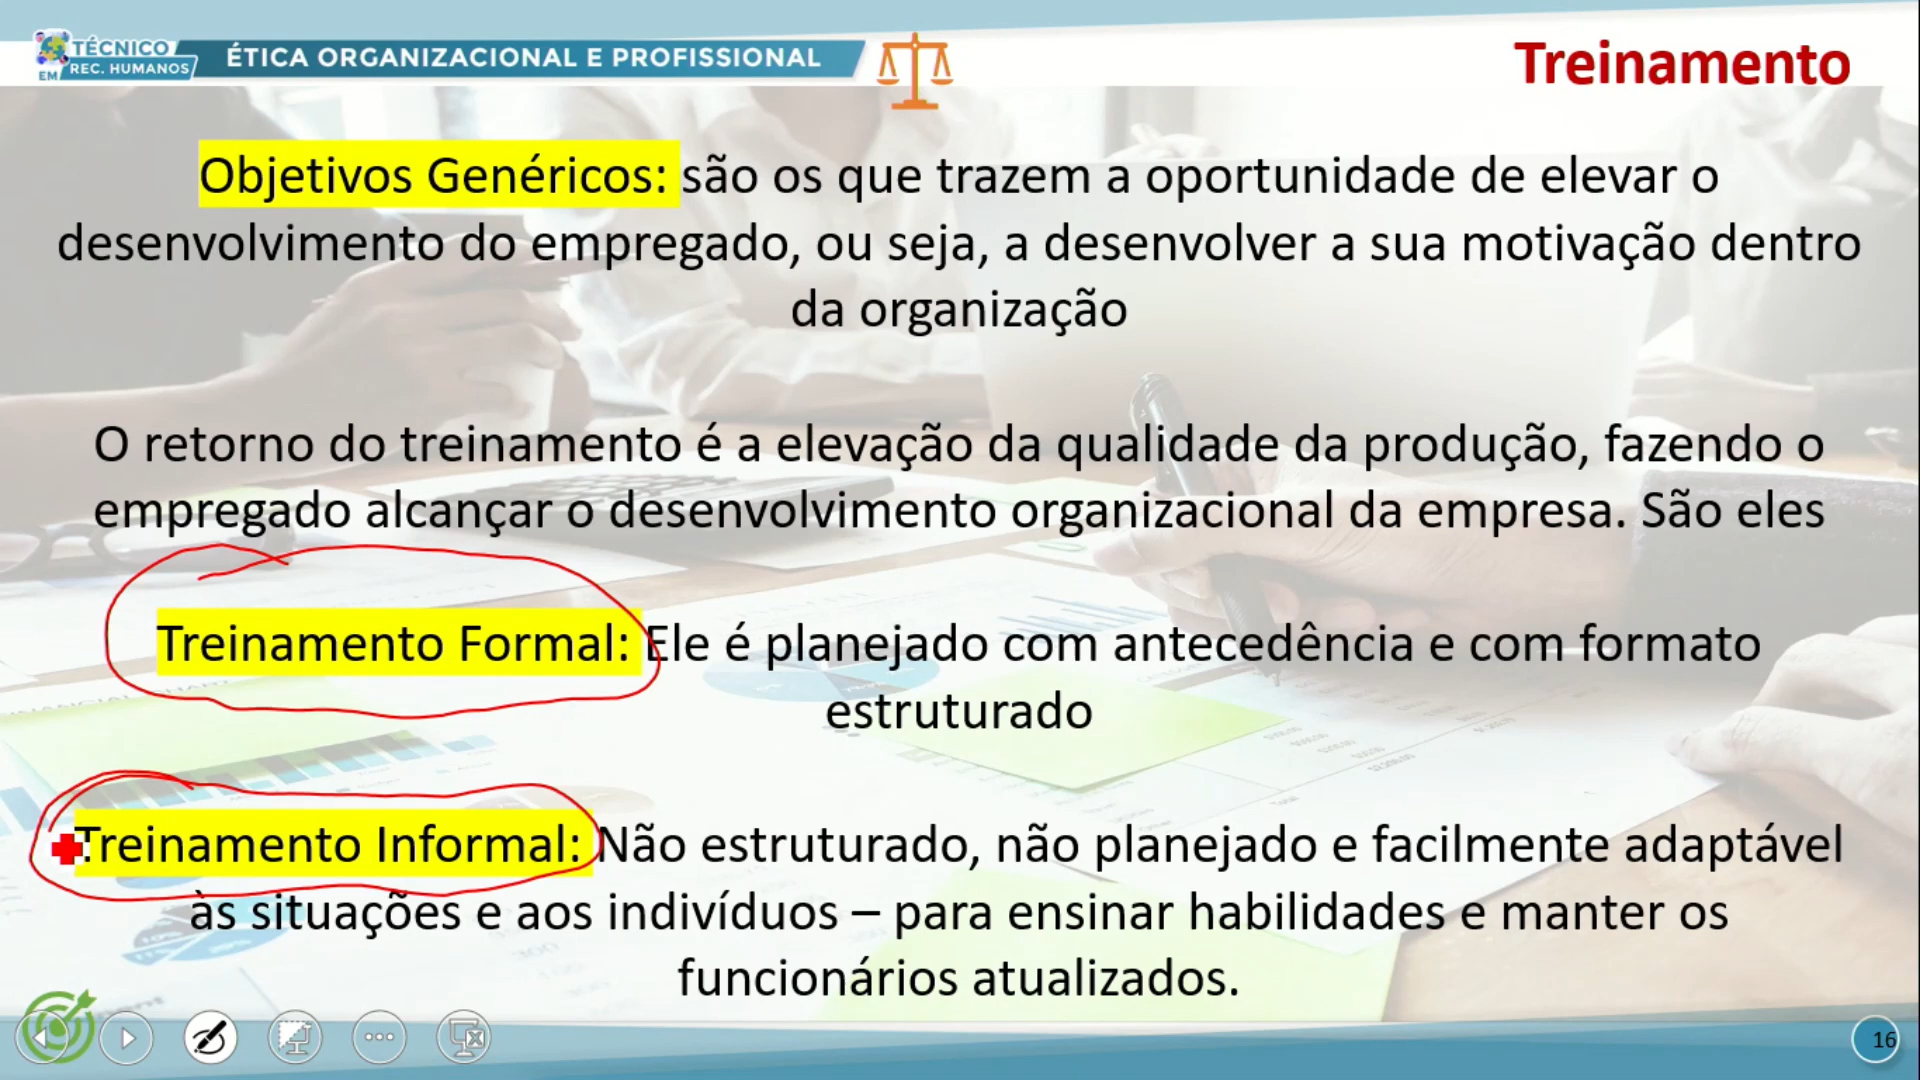 TÉCNICO
EM REC. HUMANOS
ÉTICA ORGANIZACIONAL E PROFISSIONAL
Treinamento
Objetivos Genéricos: são os que trazem a oportunidade de elevar o
desenvolvimento do empregado, ou seja, a desenvolver a sua motivação dentro
da organização
O retorno do treinamento é a elevação da qualidade da produção, fazendo o
empregado alcançar o desenvolvimento organizacional da empresa. São eles
Treinamento Formal: Ele é planejado com antecedência e com formato
estruturado
Treinamento Informal: Não estruturado, não planejado e facilmente adaptável
às situações e aos indivíduos – para ensinar habilidades e manter os
funcionários atualizados.
16